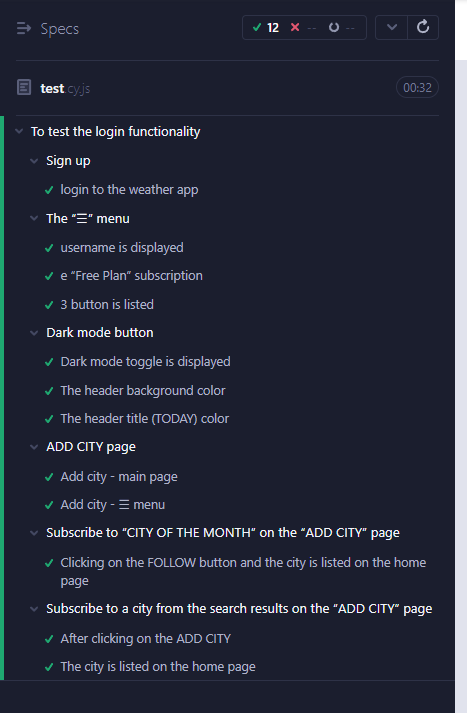 Specs
12 -- --
test.cy.js
00:32
To test the login functionality
Sign up
login to the weather app
The “☰” menu
username is displayed
e “Free Plan” subscription
3 button is listed
Dark mode button
Dark mode toggle is displayed
The header background color
The header title (TODAY) color
ADD CITY page
Add city - main page
Add city - ☰ menu
Subscribe to “CITY OF THE MONTH” on the “ADD CITY” page
Clicking on the FOLLOW button and the city is listed on the home
page
Subscribe to a city from the search results on the “ADD CITY” page
After clicking on the ADD CITY
The city is listed on the home page